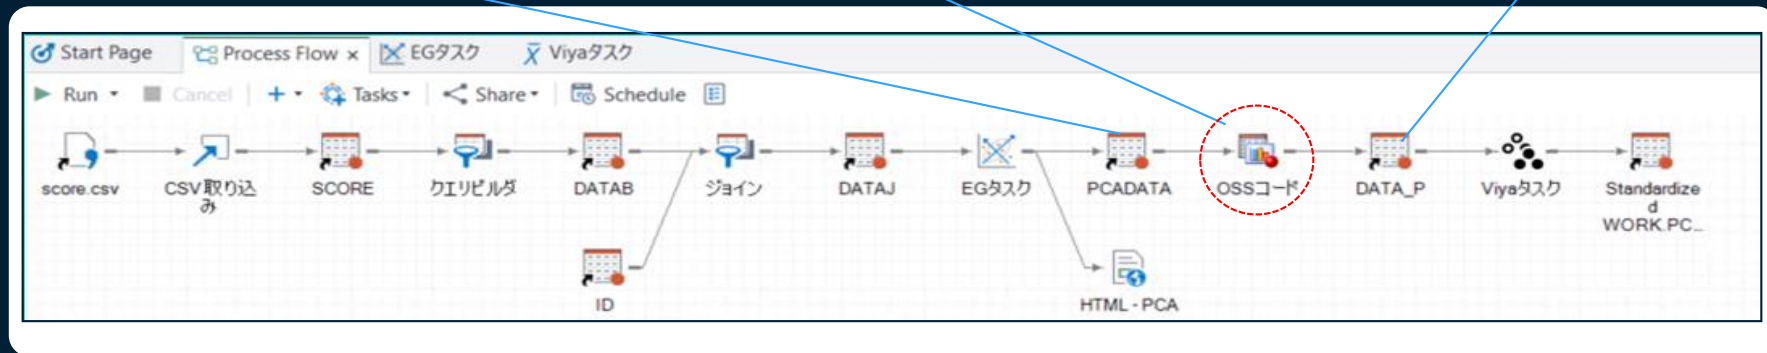 Start Page
Process Flow ×
EGタスク
Viyaタスク
Run
Cancel
Tasks
Share
Schedule
score.csv
CSV取り込
み
SCORE
クエリビルダ
DATAB
ジョイン
DATAJ
EGタスク
PCADATA
OSSコード
DATA_P
Viyaタスク
Standardize
d
WORK.PC_
ID
HTML - PCA